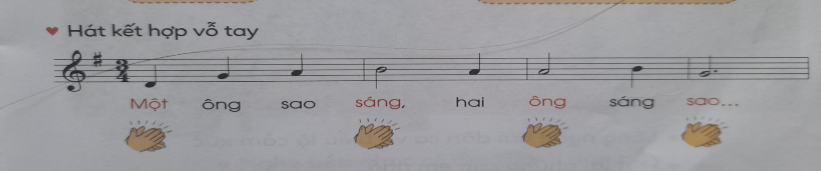 Hát kết hợp vỗ tay
3
4
Một ông sao sáng, hai ông sáng sao...